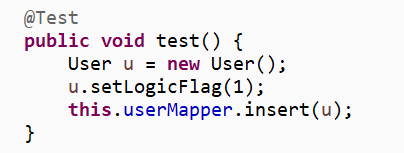 @Test
public void test() {
    User u = new User();
    u.setLogicFlag(1);
    this.userMapper.insert(u);
}